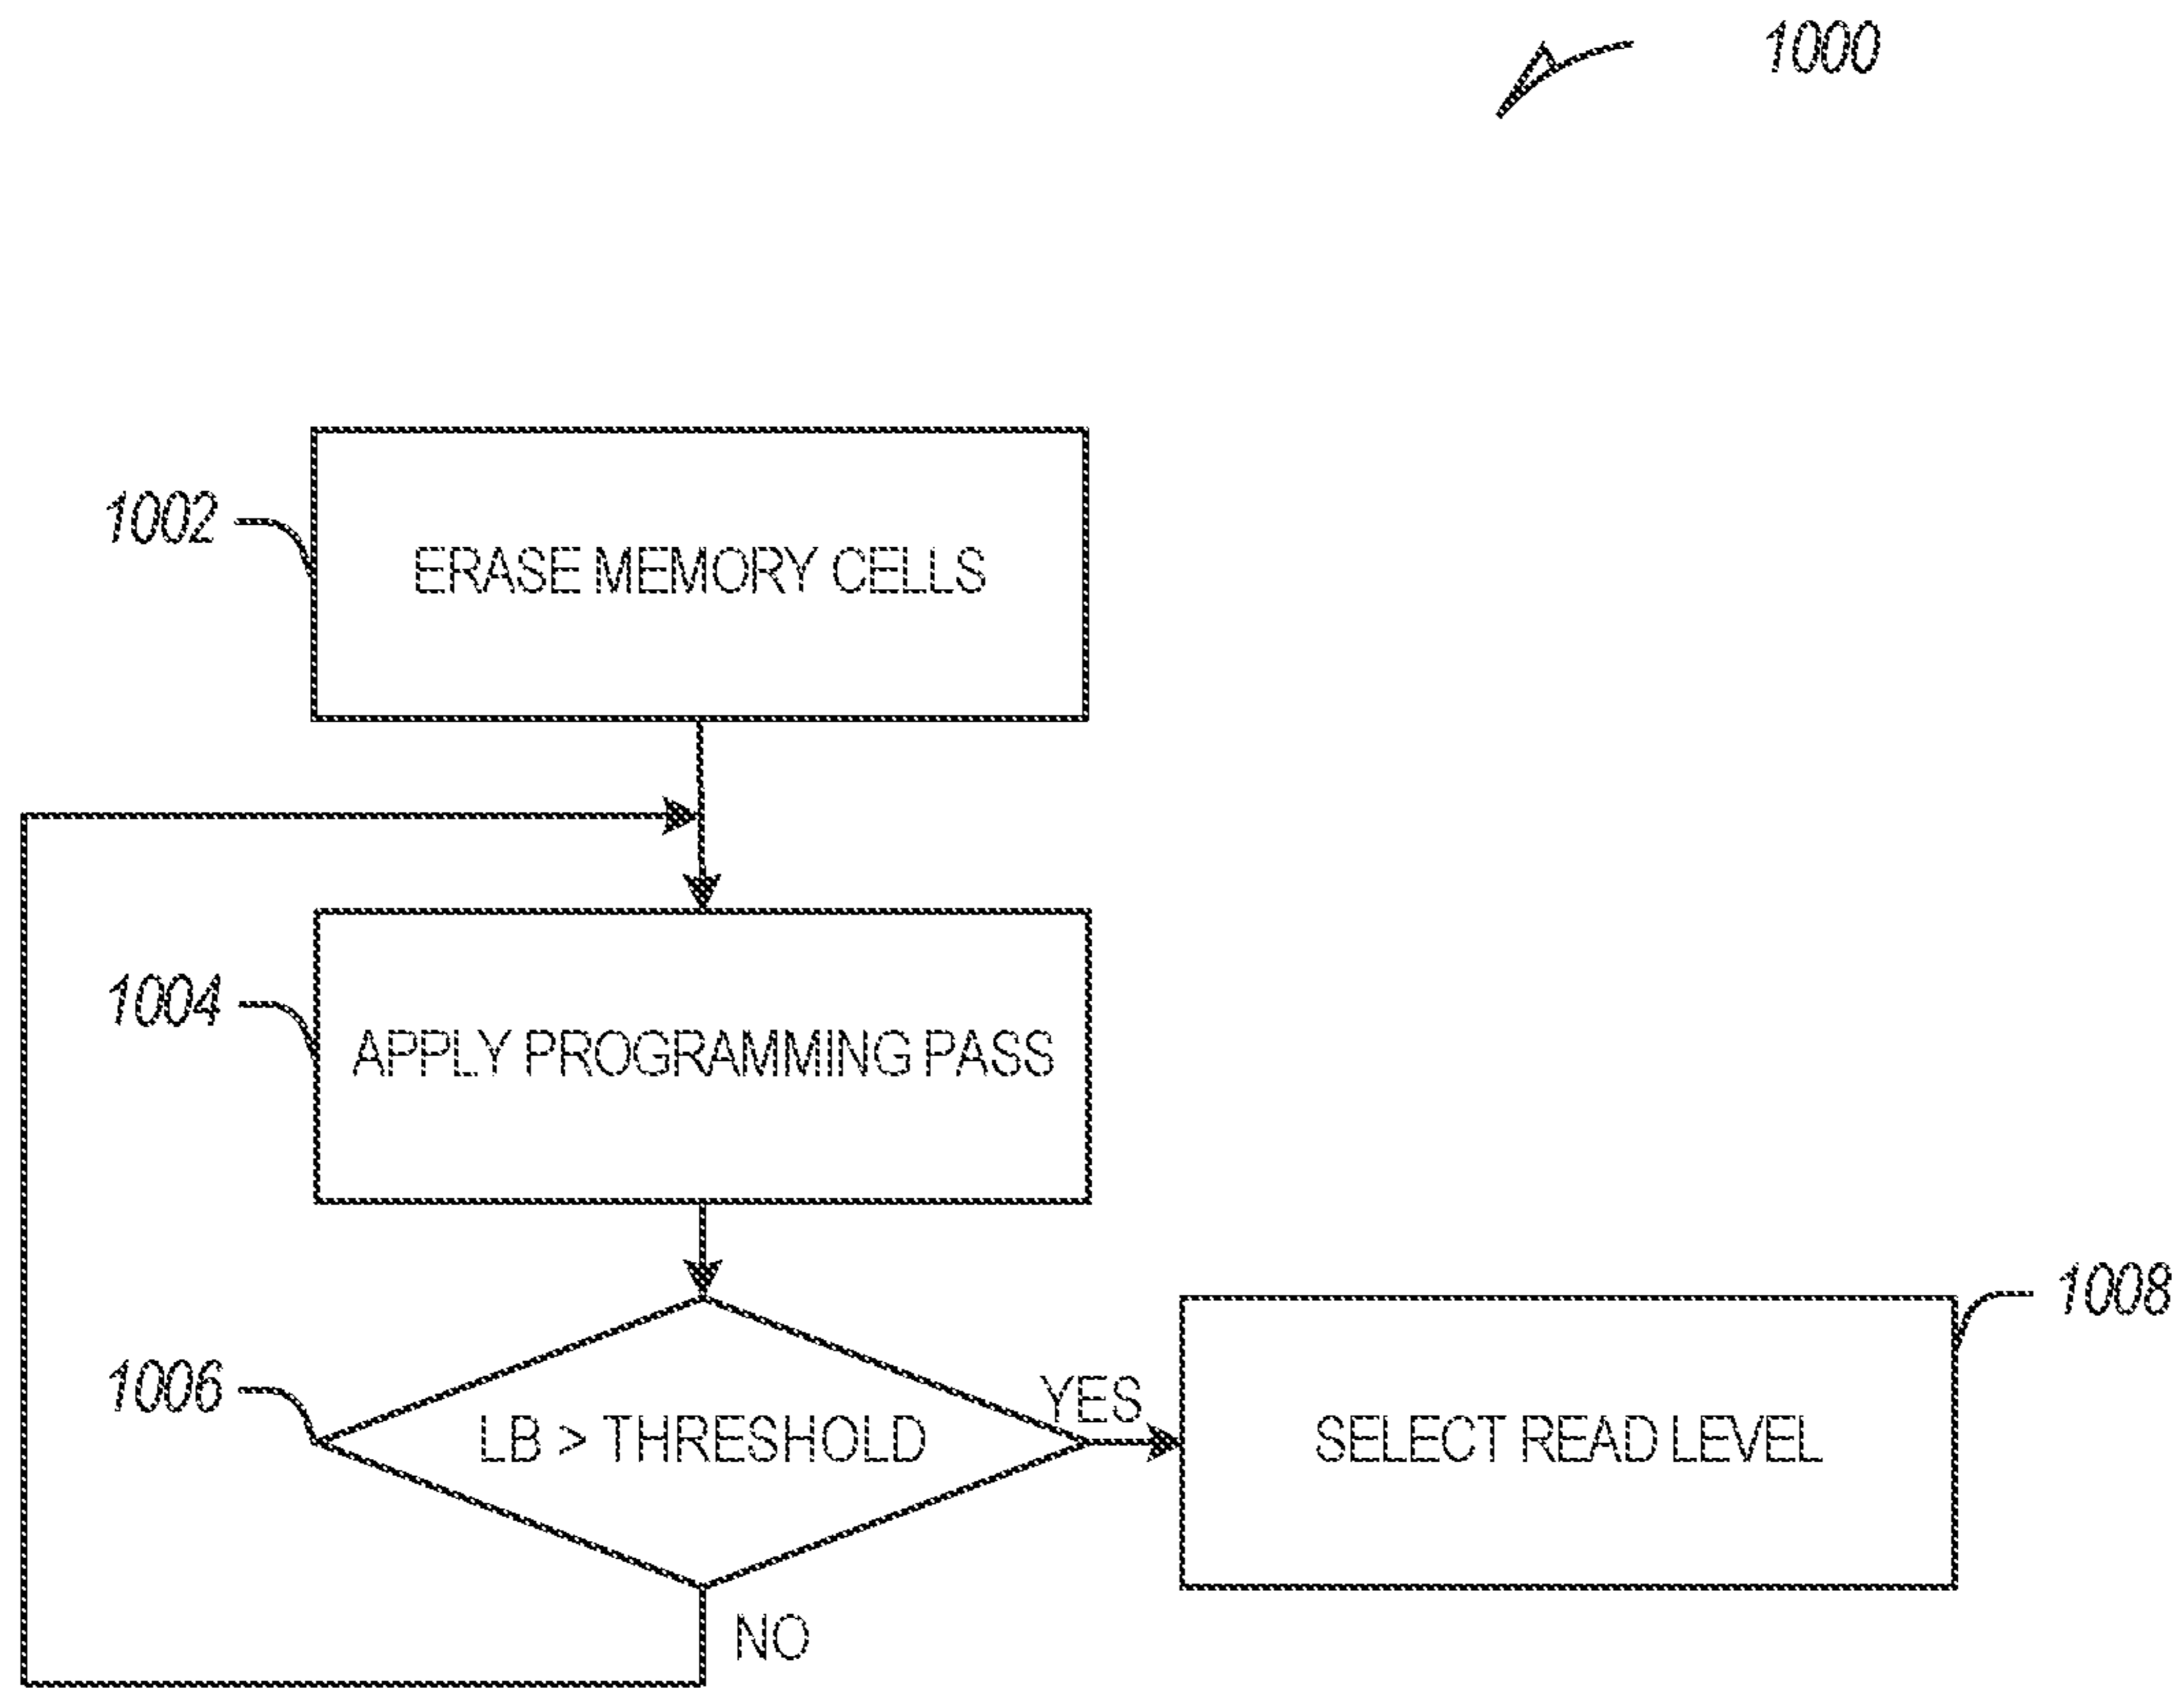 1000
1002
ERASE MEMORY CELLS
1004
APPLY PROGRAMMING PASS
1008
1006
YES
LB > THRESHOLD
SELECT READ LEVEL
NO